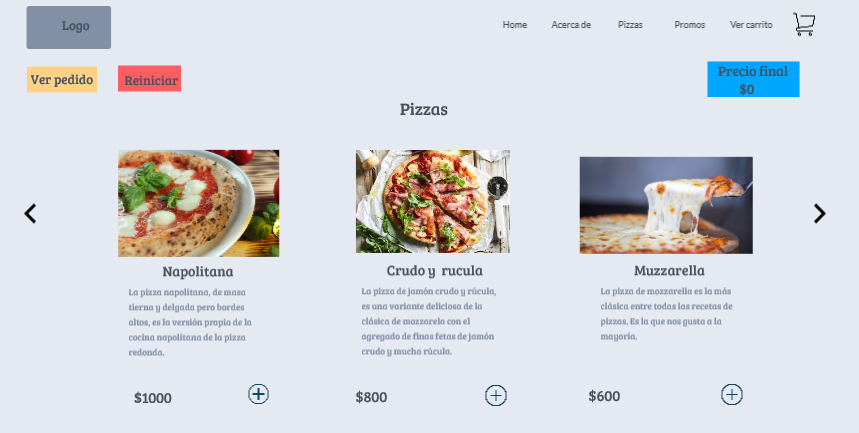 Logo
Home Acerca de Pizzas Promos Ver carrito
Ver pedido Reiniciar
Precio final
$0
Pizzas
Napolitana
La pizza napolitana, de masa
tierna y delgada pero bordes
altos, es la versión propia de la
cocina napolitana de la pizza
redonda.
$1000
Crudo y rucula
La pizza de jamón crudo y rúcula,
es una variante deliciosa de la
clásica de mozzarela con el
agregado de finas fetas de jamón
crudo y mucha rúcula.
$800
Muzzarella
La pizza de mozzarella es la más
clásica entre todas las recetas de
pizzas. Es la que nos gusta a la
mayoría.
$600